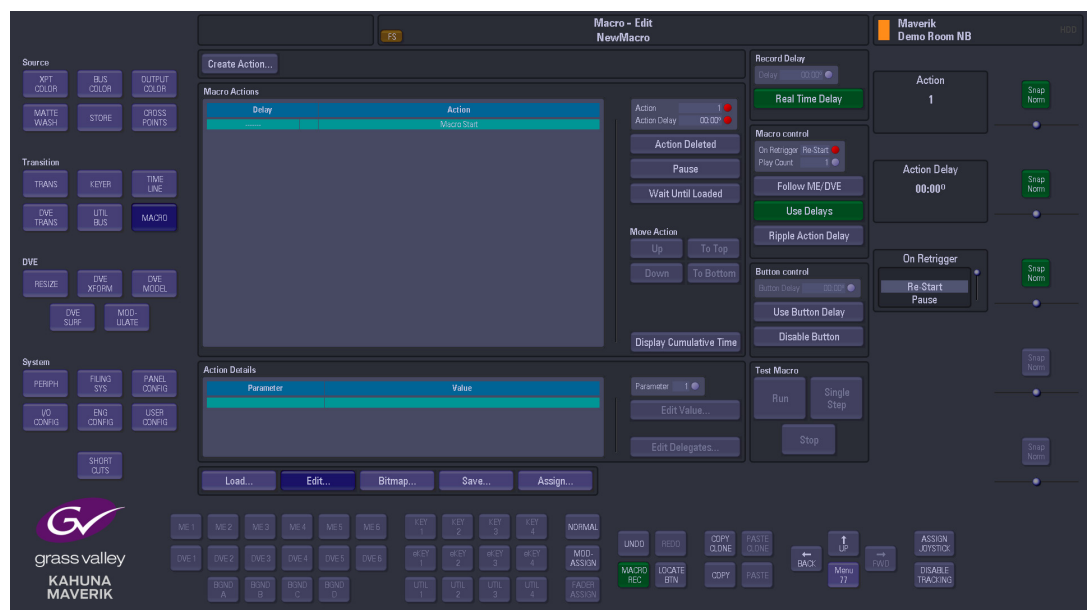 Macro - Edit
NewMacro
FS
Maverik
Demo Room NB
HDD
Source
XPT COLOR
BUS COLOR
OUTPUT COLOR
MATTE WASH
STORE
CROSS POINTS
Transition
TRANS
KEYER
TIME LINE
DVE TRANS
UTIL BUS
MACRO
DVE
RESIZE
DVE XFORM
DVE MODEL
DVE SURF
MOD-ULATE
System
PERIPH
FILING SYS
PANEL CONFIG
I/O CONFIG
ENG CONFIG
USER CONFIG
SHORT CUTS
Create Action...
Macro Actions
Delay Action
------ - Macro Start
Action 1
Action Delay 00:00º
Action Deleted
Pause
Wait Until Loaded
Move Action
Up To Top
Down To Bottom
Display Cumulative Time
Action Details
Parameter Value
Parameter 1
Edit Value...
Edit Delegates...
Record Delay
Delay 00:00º
Real Time Delay
Macro control
On Retrigger Re-Start
Play Count 1
Follow ME/DVE
Use Delays
Ripple Action Delay
Button control
Button Delay 00:00º
Use Button Delay
Disable Button
Test Macro
Run
Single Step
Stop
Action
1
Snap Norm
Action Delay
00:00º
Snap Norm
On Retrigger
Re-Start
Pause
Snap Norm
Snap Norm
Snap Norm
Load... Edit... Bitmap... Save... Assign...
grass valley
KAHUNA
MAVERIK
ME 1 ME 2 ME 3 ME 4 ME 5 ME 6 KEY 1 KEY 2 KEY 3 KEY 4 NORMAL
DVE 1 DVE 2 DVE 3 DVE 4 DVE 5 DVE 6 eKEY 1 eKEY 2 eKEY 3 eKEY 4 MOD-ASSIGN
BGND A BGND B BGND C BGND D UTIL 1 UTIL 2 UTIL 3 UTIL 4 FADER ASSIGN
UNDO REDO COPY CLONE PASTE CLONE
MACRO REC LOCATE BTN COPY PASTE
BACK UP FWD
Menu 77
ASSIGN JOYSTICK
DISABLE TRACKING